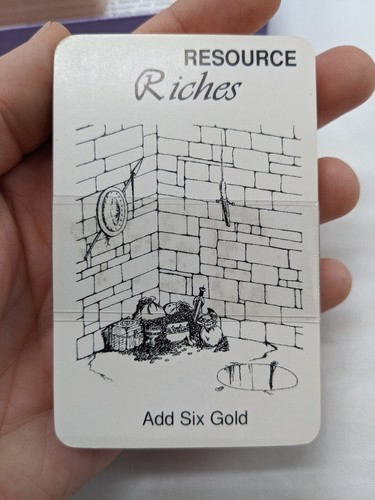 RESOURCE
Riches
Add Six Gold